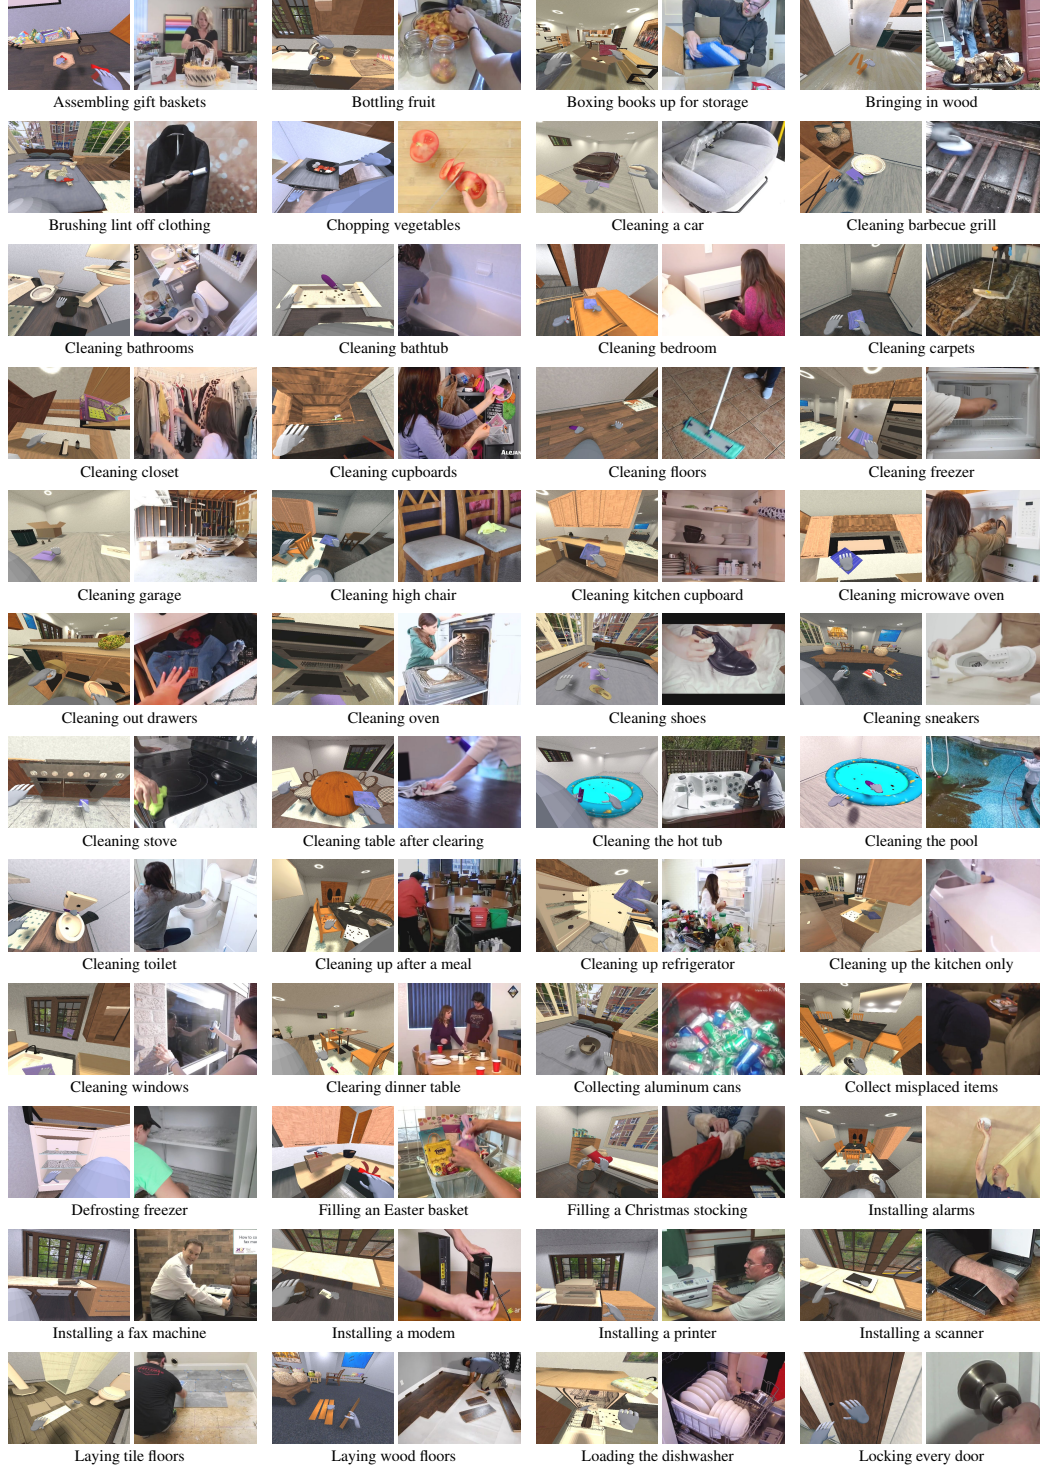 Assembling gift baskets
Bottling fruit
Boxing books up for storage
Bringing in wood
Brushing lint off clothing
Chopping vegetables
Cleaning a car
Cleaning barbecue grill
Cleaning bathrooms
Cleaning bathtub
Cleaning bedroom
Cleaning carpets
Cleaning closet
Cleaning cupboards
Cleaning floors
Cleaning freezer
Cleaning garage
Cleaning high chair
Cleaning kitchen cupboard
Cleaning microwave oven
Cleaning out drawers
Cleaning oven
Cleaning shoes
Cleaning sneakers
Cleaning stove
Cleaning table after clearing
Cleaning the hot tub
Cleaning the pool
Cleaning toilet
Cleaning up after a meal
Cleaning up refrigerator
Cleaning up the kitchen only
Cleaning windows
Clearing dinner table
Collecting aluminum cans
Collect misplaced items
Defrosting freezer
Filling an Easter basket
Filling a Christmas stocking
Installing alarms
Installing a fax machine
Installing a modem
Installing a printer
Installing a scanner
Laying tile floors
Laying wood floors
Loading the dishwasher
Locking every door